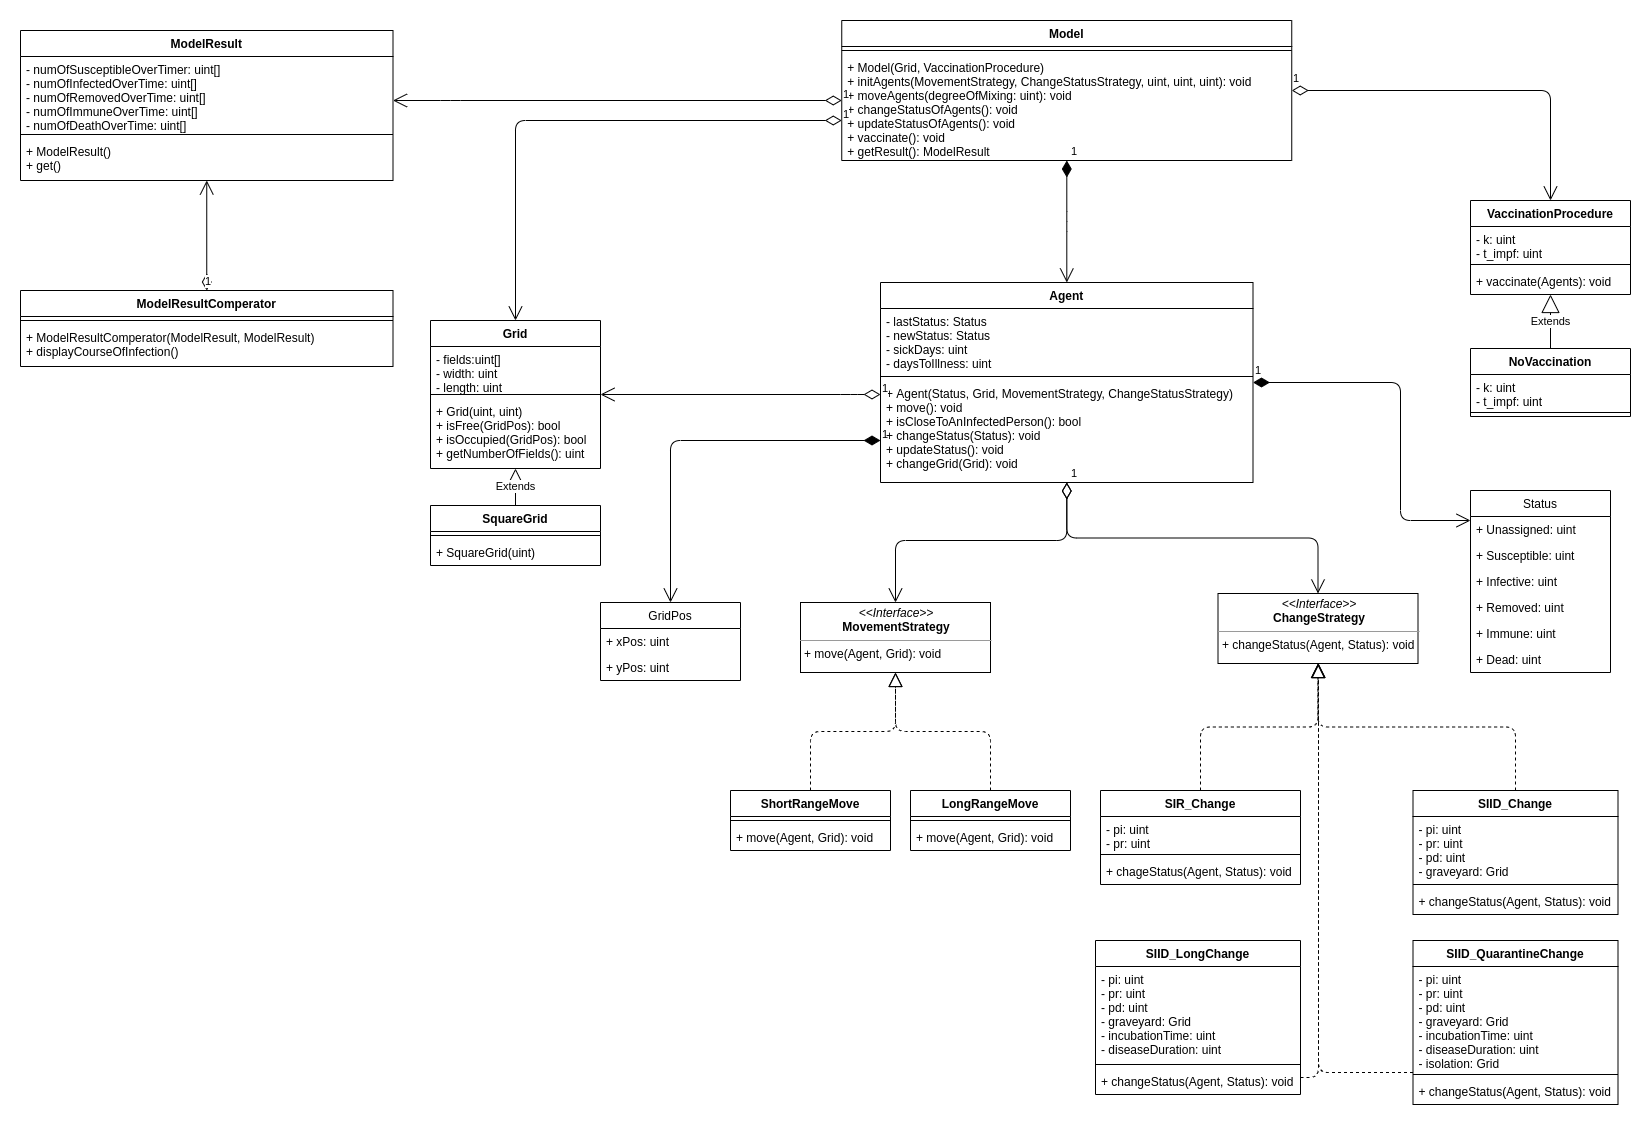 ModelResult
- numOfSusceptibleOverTimer: uint[]
- numOfInfectedOverTime: uint[]
- numOfRemovedOverTime: uint[]
- numOfImmuneOverTime: uint[]
- numOfDeathOverTime: uint[]
+ ModelResult()
+ get()
Model
+ Model(Grid, VaccinationProcedure)
+ initAgents(MovementStrategy, ChangeStatusStrategy, uint, uint, uint): void
+ moveAgents(degreeOfMixing: uint): void
+ changeStatusOfAgents(): void
+ updateStatusOfAgents(): void
+ vaccinate(): void
+ getResult(): ModelResult
1
1
1
1
VaccinationProcedure
- k: uint
- t_impf: uint
+ vaccinate(Agents): void
Extends
NoVaccination
- k: uint
- t_impf: uint
1
ModelResultComperator
+ ModelResultComperator(ModelResult, ModelResult)
+ displayCourseOfInfection()
Grid
- fields:uint[]
- width: uint
- length: uint
+ Grid(uint, uint)
+ isFree(GridPos): bool
+ isOccupied(GridPos): bool
+ getNumberOfFields(): uint
Extends
SquareGrid
+ SquareGrid(uint)
Agent
- lastStatus: Status
- newStatus: Status
- sickDays: uint
- daysToIllness: uint
+ Agent(Status, Grid, MovementStrategy, ChangeStatusStrategy)
+ move(): void
+ isCloseToAnInfectedPerson(): bool
+ changeStatus(Status): void
+ updateStatus(): void
+ changeGrid(Grid): void
1
1
1
1
Status
+ Unassigned: uint
+ Susceptible: uint
+ Infective: uint
+ Removed: uint
+ Immune: uint
+ Dead: uint
GridPos
+ xPos: uint
+ yPos: uint
<<Interface>>
MovementStrategy
+ move(Agent, Grid): void
<<Interface>>
ChangeStrategy
+ changeStatus(Agent, Status): void
ShortRangeMove
+ move(Agent, Grid): void
LongRangeMove
+ move(Agent, Grid): void
SIR_Change
- pi: uint
- pr: uint
+ chageStatus(Agent, Status): void
SIID_Change
- pi: uint
- pr: uint
- pd: uint
- graveyard: Grid
+ changeStatus(Agent, Status): void
SIID_LongChange
- pi: uint
- pr: uint
- pd: uint
- graveyard: Grid
- incubationTime: uint
- diseaseDuration: uint
+ changeStatus(Agent, Status): void
SIID_QuarantineChange
- pi: uint
- pr: uint
- pd: uint
- graveyard: Grid
- incubationTime: uint
- diseaseDuration: uint
- isolation: Grid
+ changeStatus(Agent, Status): void